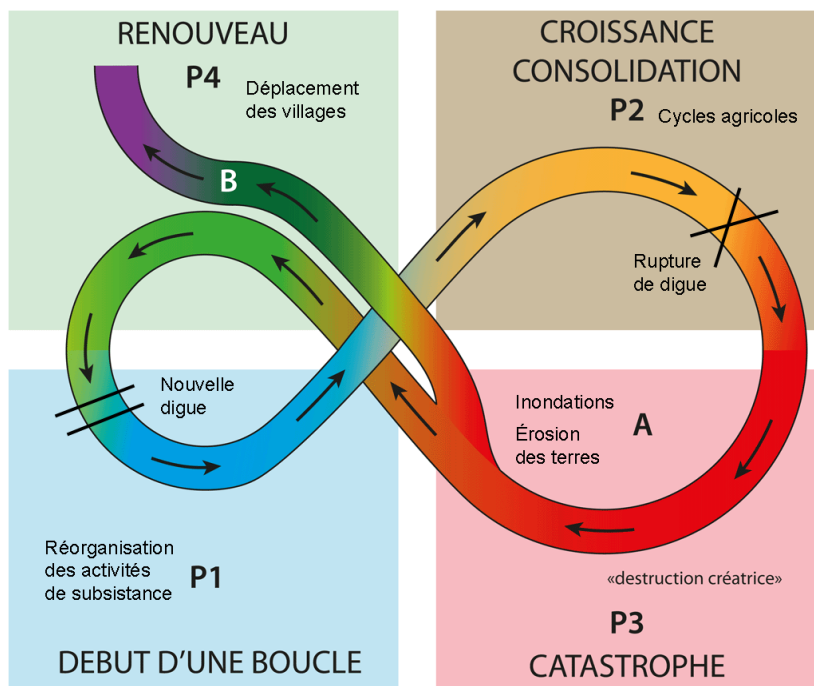 RENOUVEAU
P4
Déplacement
des villages
B
CROISSANCE
CONSOLIDATION
P2
Cycles agricoles
Rupture
de digue
Nouvelle
digue
Réorganisation
des activités
de subsistance
P1
DEBUT D'UNE BOUCLE
Inondations
A
Érosion
des terres
«destruction créatrice»
P3
CATASTROPHE